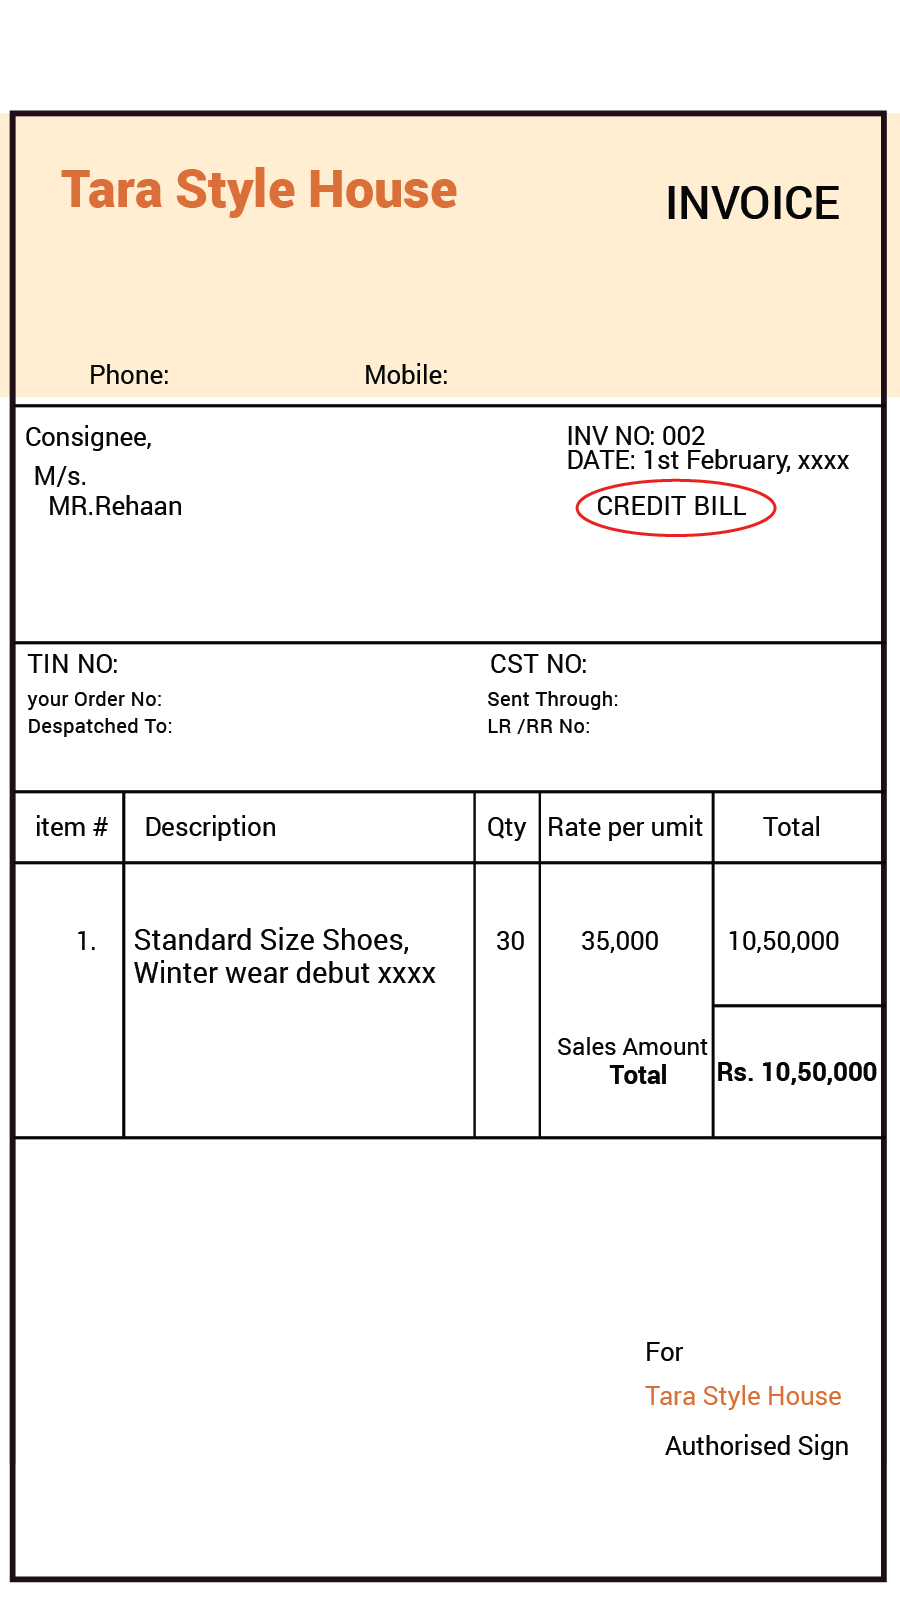 Tara Style House
INVOICE
Phone: Mobile:
Consignee,
M/s.
MR.Rehaan
INV NO: 002
DATE: 1st February, xxxx
CREDIT BILL
TIN NO: CST NO:
your Order No: Sent Through:
Despatched To: LR /RR No:
item # Description Qty Rate per umit Total
1. Standard Size Shoes, 30 35,000 10,50,000
Winter wear debut xxxx
Sales Amount
Total Rs. 10,50,000
For
Tara Style House
Authorised Sign